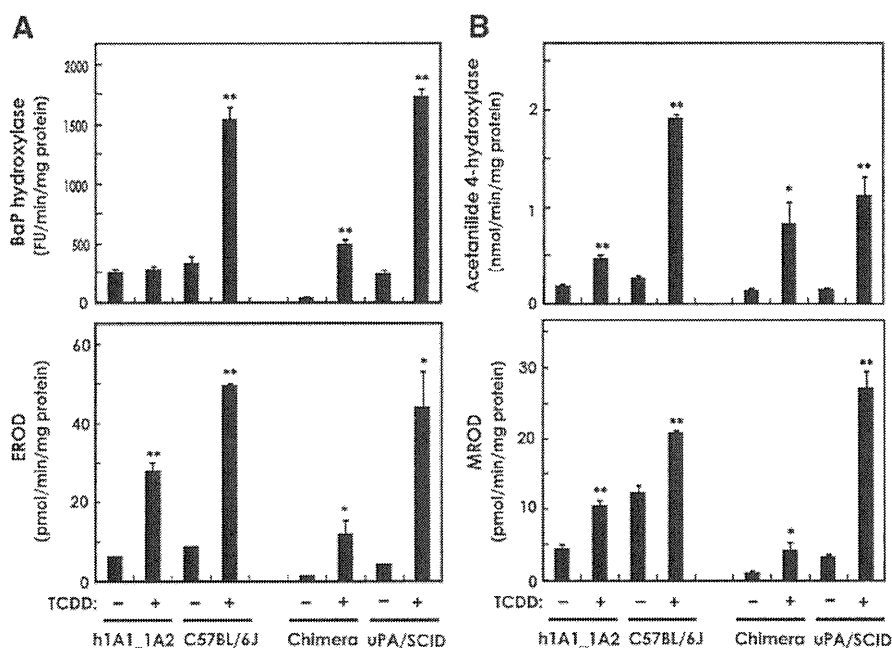 A
BaP hydroxylase
(FU/min/mg protein)
2000
1750
1500
1000
500
0
**
**
**
EROD
(pmol/min/mg protein)
60
40
20
0
**
**
*
*
TCDD: − + − + − + − +
h1A1_1A2 C57BL/6J Chimera uPA/SCID
B
Acetanilide 4-hydroxylase
(nmol/min/mg protein)
2
1
0
**
**
*
**
MROD
(pmol/min/mg protein)
30
20
10
0
**
**
*
**
− + − + − + − +
h1A1_1A2 C57BL/6J Chimera uPA/SCID